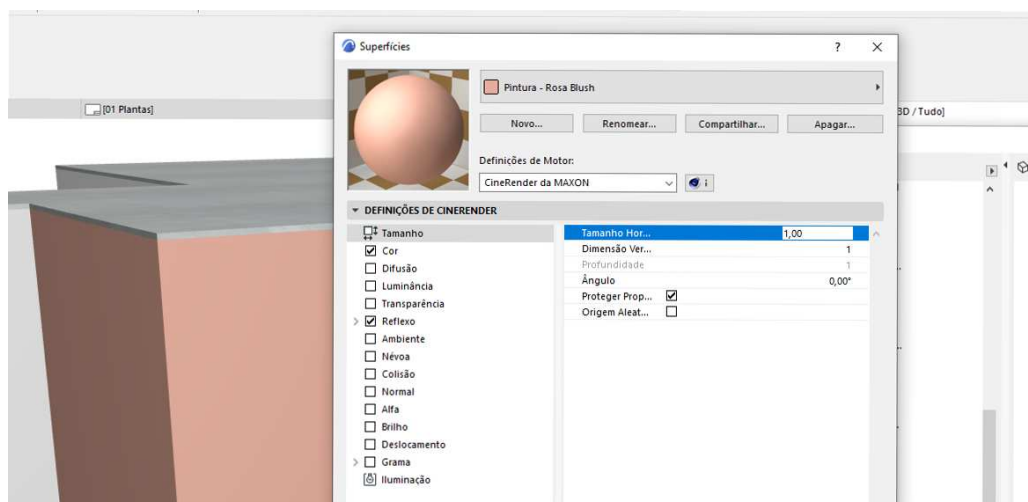 Superfícies
?
Pintura - Rosa Blush
[01 Plantas]
3D / Tudo]
Novo...
Renomear...
Compartilhar...
Apagar...
Definições de Motor:
CineRender da MAXON
i
DEFINIÇÕES DE CINERENDER
Tamanho
Tamanho Hor...
1,00
Cor
Dimensão Ver...
1
Difusão
Profundidade
1
Luminância
Ângulo
0,00°
Transparência
Proteger Prop...
Reflexo
Origem Aleat...
Ambiente
Névoa
Colisão
Normal
Alfa
Brilho
Deslocamento
Grama
Iluminação